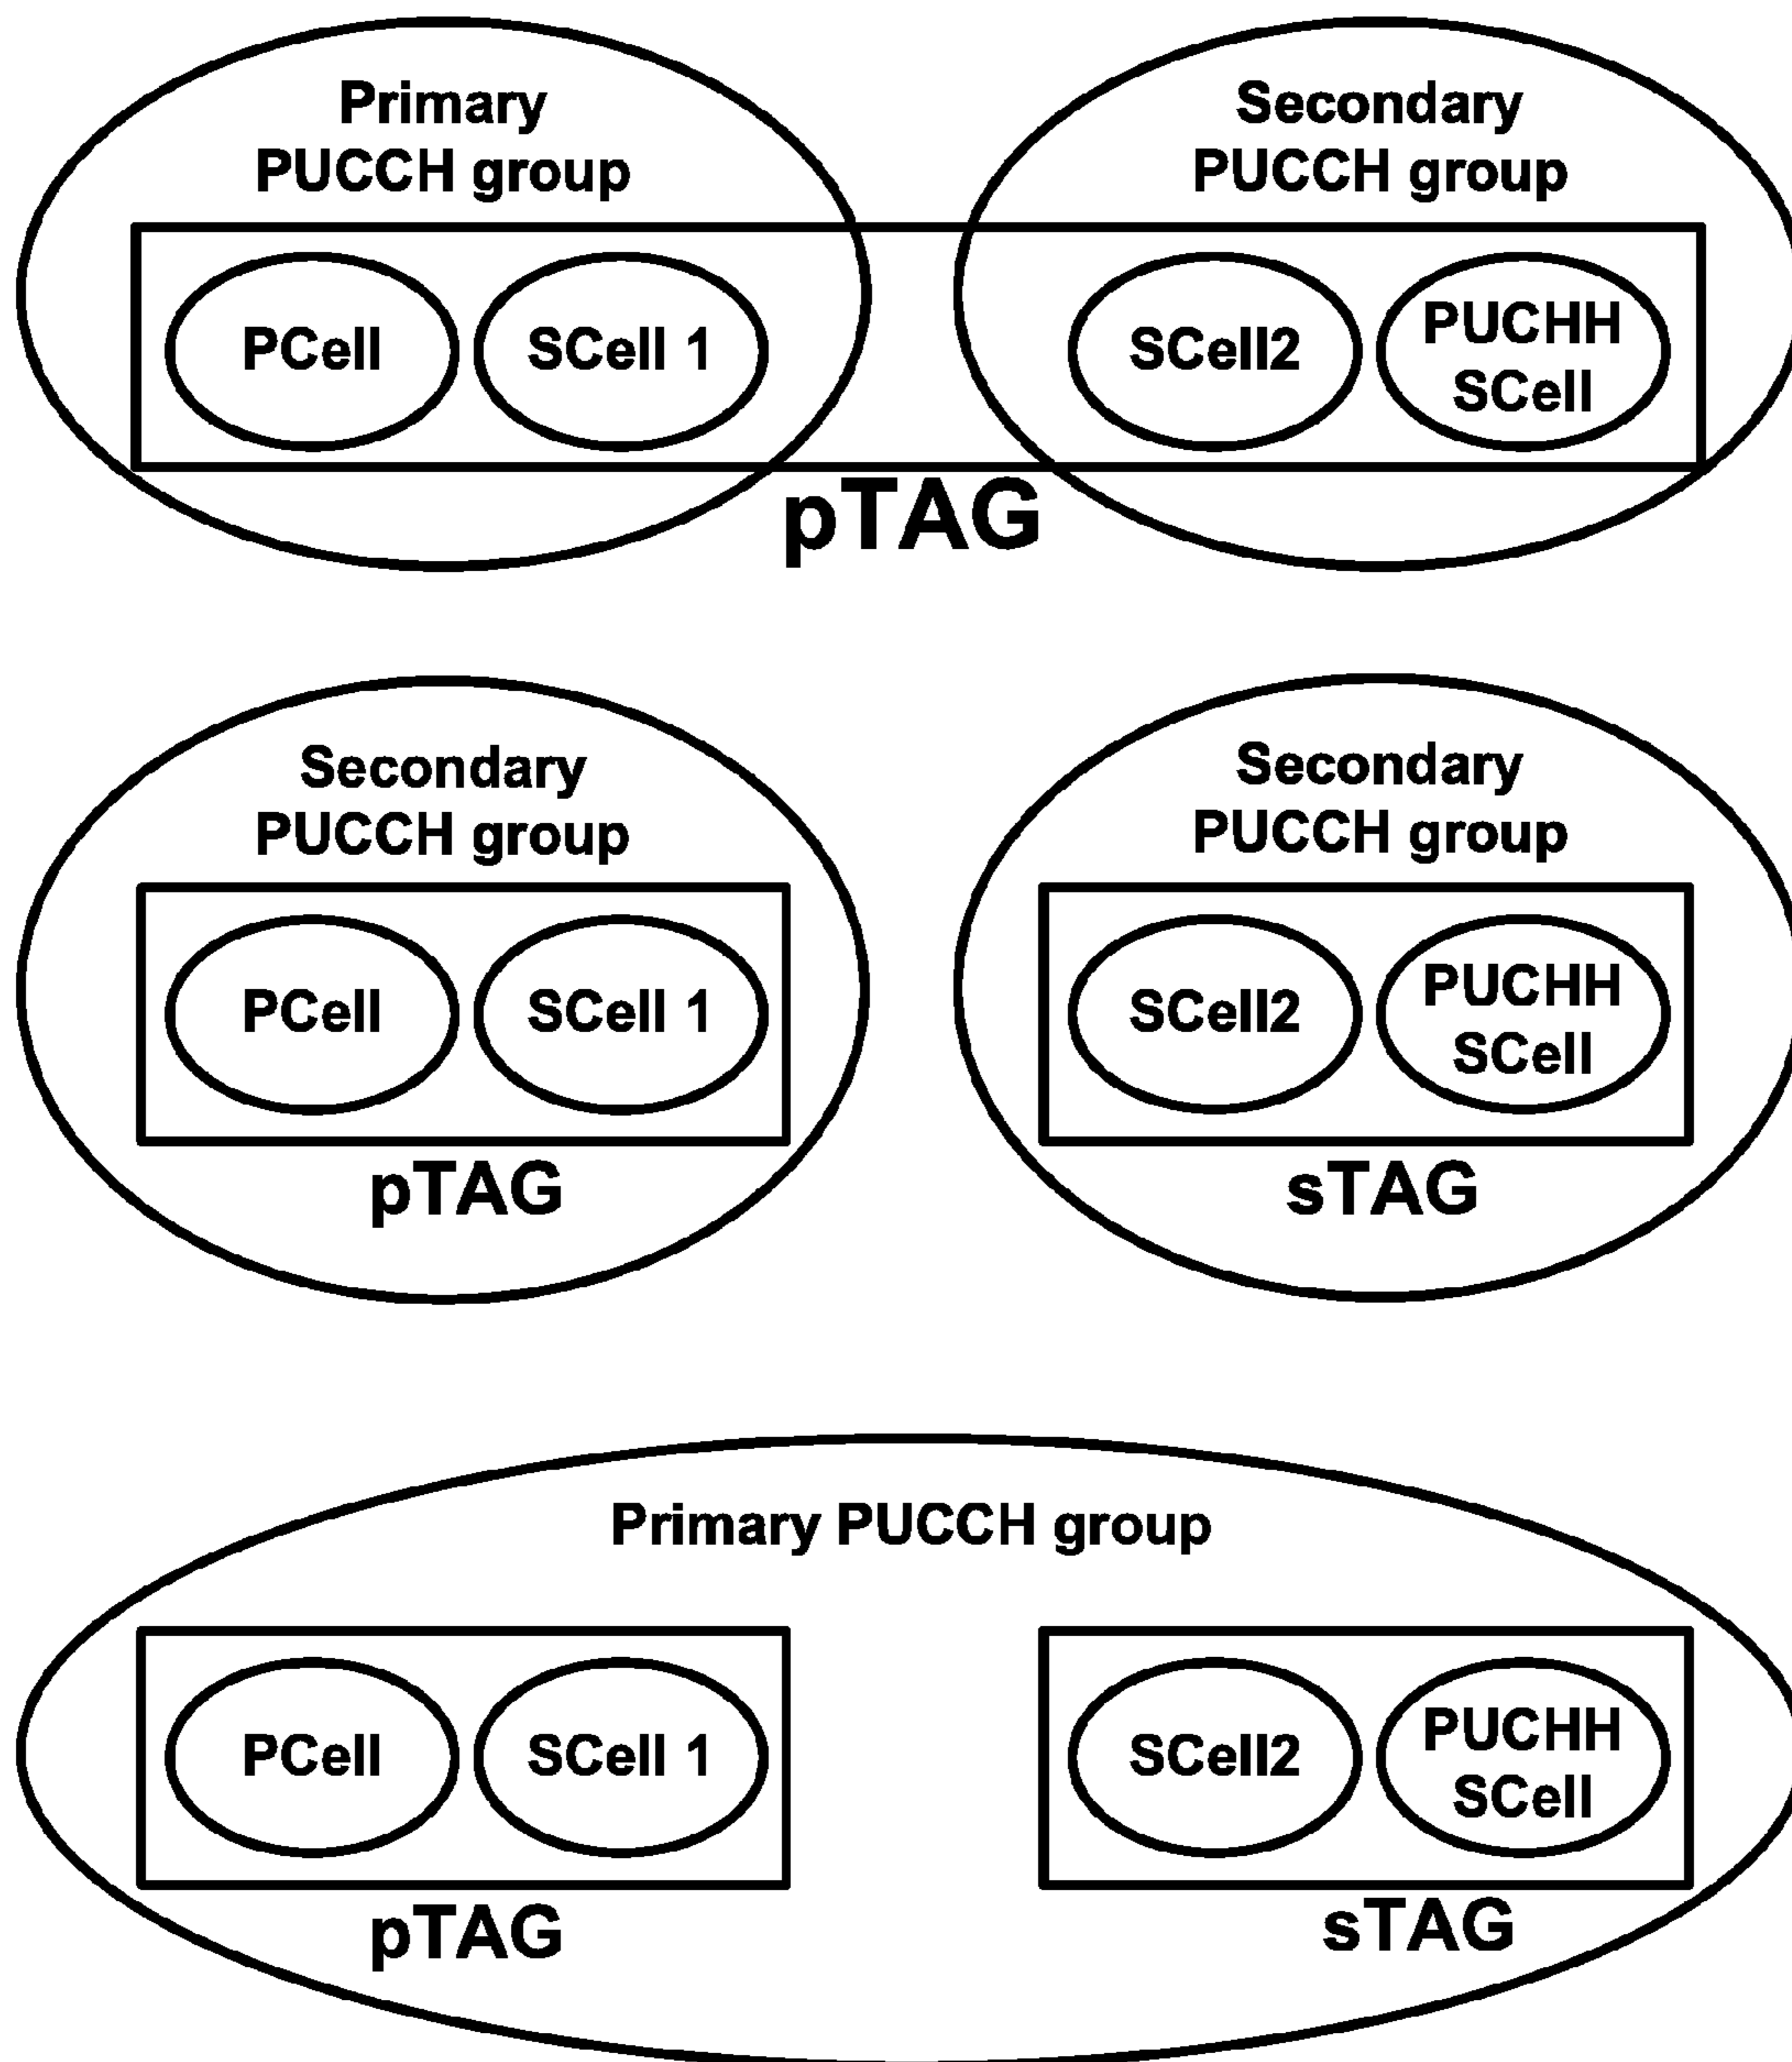 Primary
PUCCH group
Secondary
PUCCH group
PCell
SCell 1
SCell2
PUCHH
SCell
pTAG
Secondary
PUCCH group
Secondary
PUCCH group
PCell
SCell 1
SCell2
PUCHH
SCell
pTAG
sTAG
Primary PUCCH group
PCell
SCell 1
SCell2
PUCHH
SCell
pTAG
sTAG